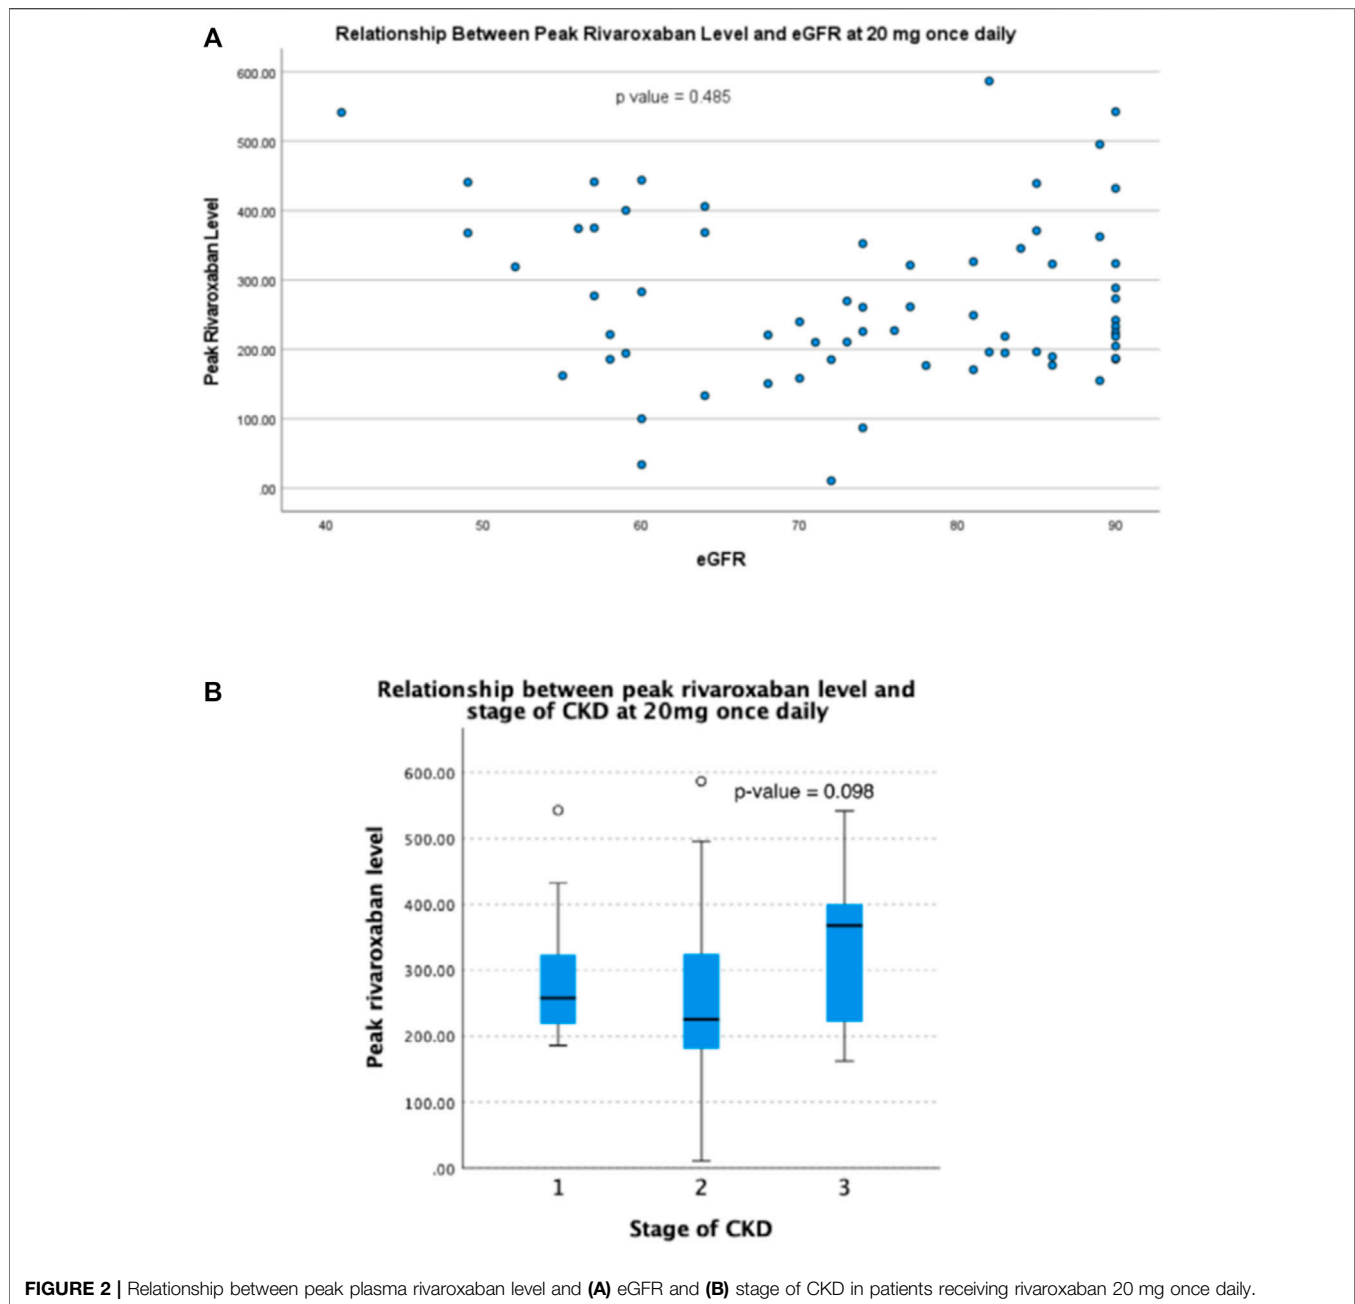 A
Relationship Between Peak Rivaroxaban Level and eGFR at 20 mg once daily
p value = 0.485
Peak Rivaroxaban Level
600.00
500.00
400.00
300.00
200.00
100.00
.00
40 50 60 70 80 90
eGFR
B
Relationship between peak rivaroxaban level and
stage of CKD at 20mg once daily
p-value = 0.098
Peak rivaroxaban level
600.00
500.00
400.00
300.00
200.00
100.00
.00
1 2 3
Stage of CKD
FIGURE 2 | Relationship between peak plasma rivaroxaban level and (A) eGFR and (B) stage of CKD in patients receiving rivaroxaban 20 mg once daily.